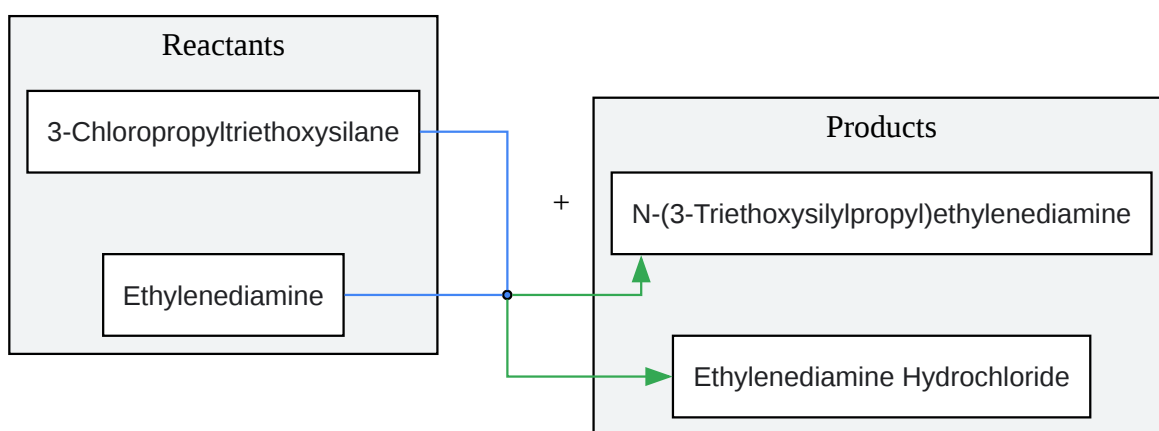 Reactants
3-Chloropropyltriethoxysilane
Ethylenediamine
+
Products
N-(3-Triethoxysilylpropyl)ethylenediamine
Ethylenediamine Hydrochloride